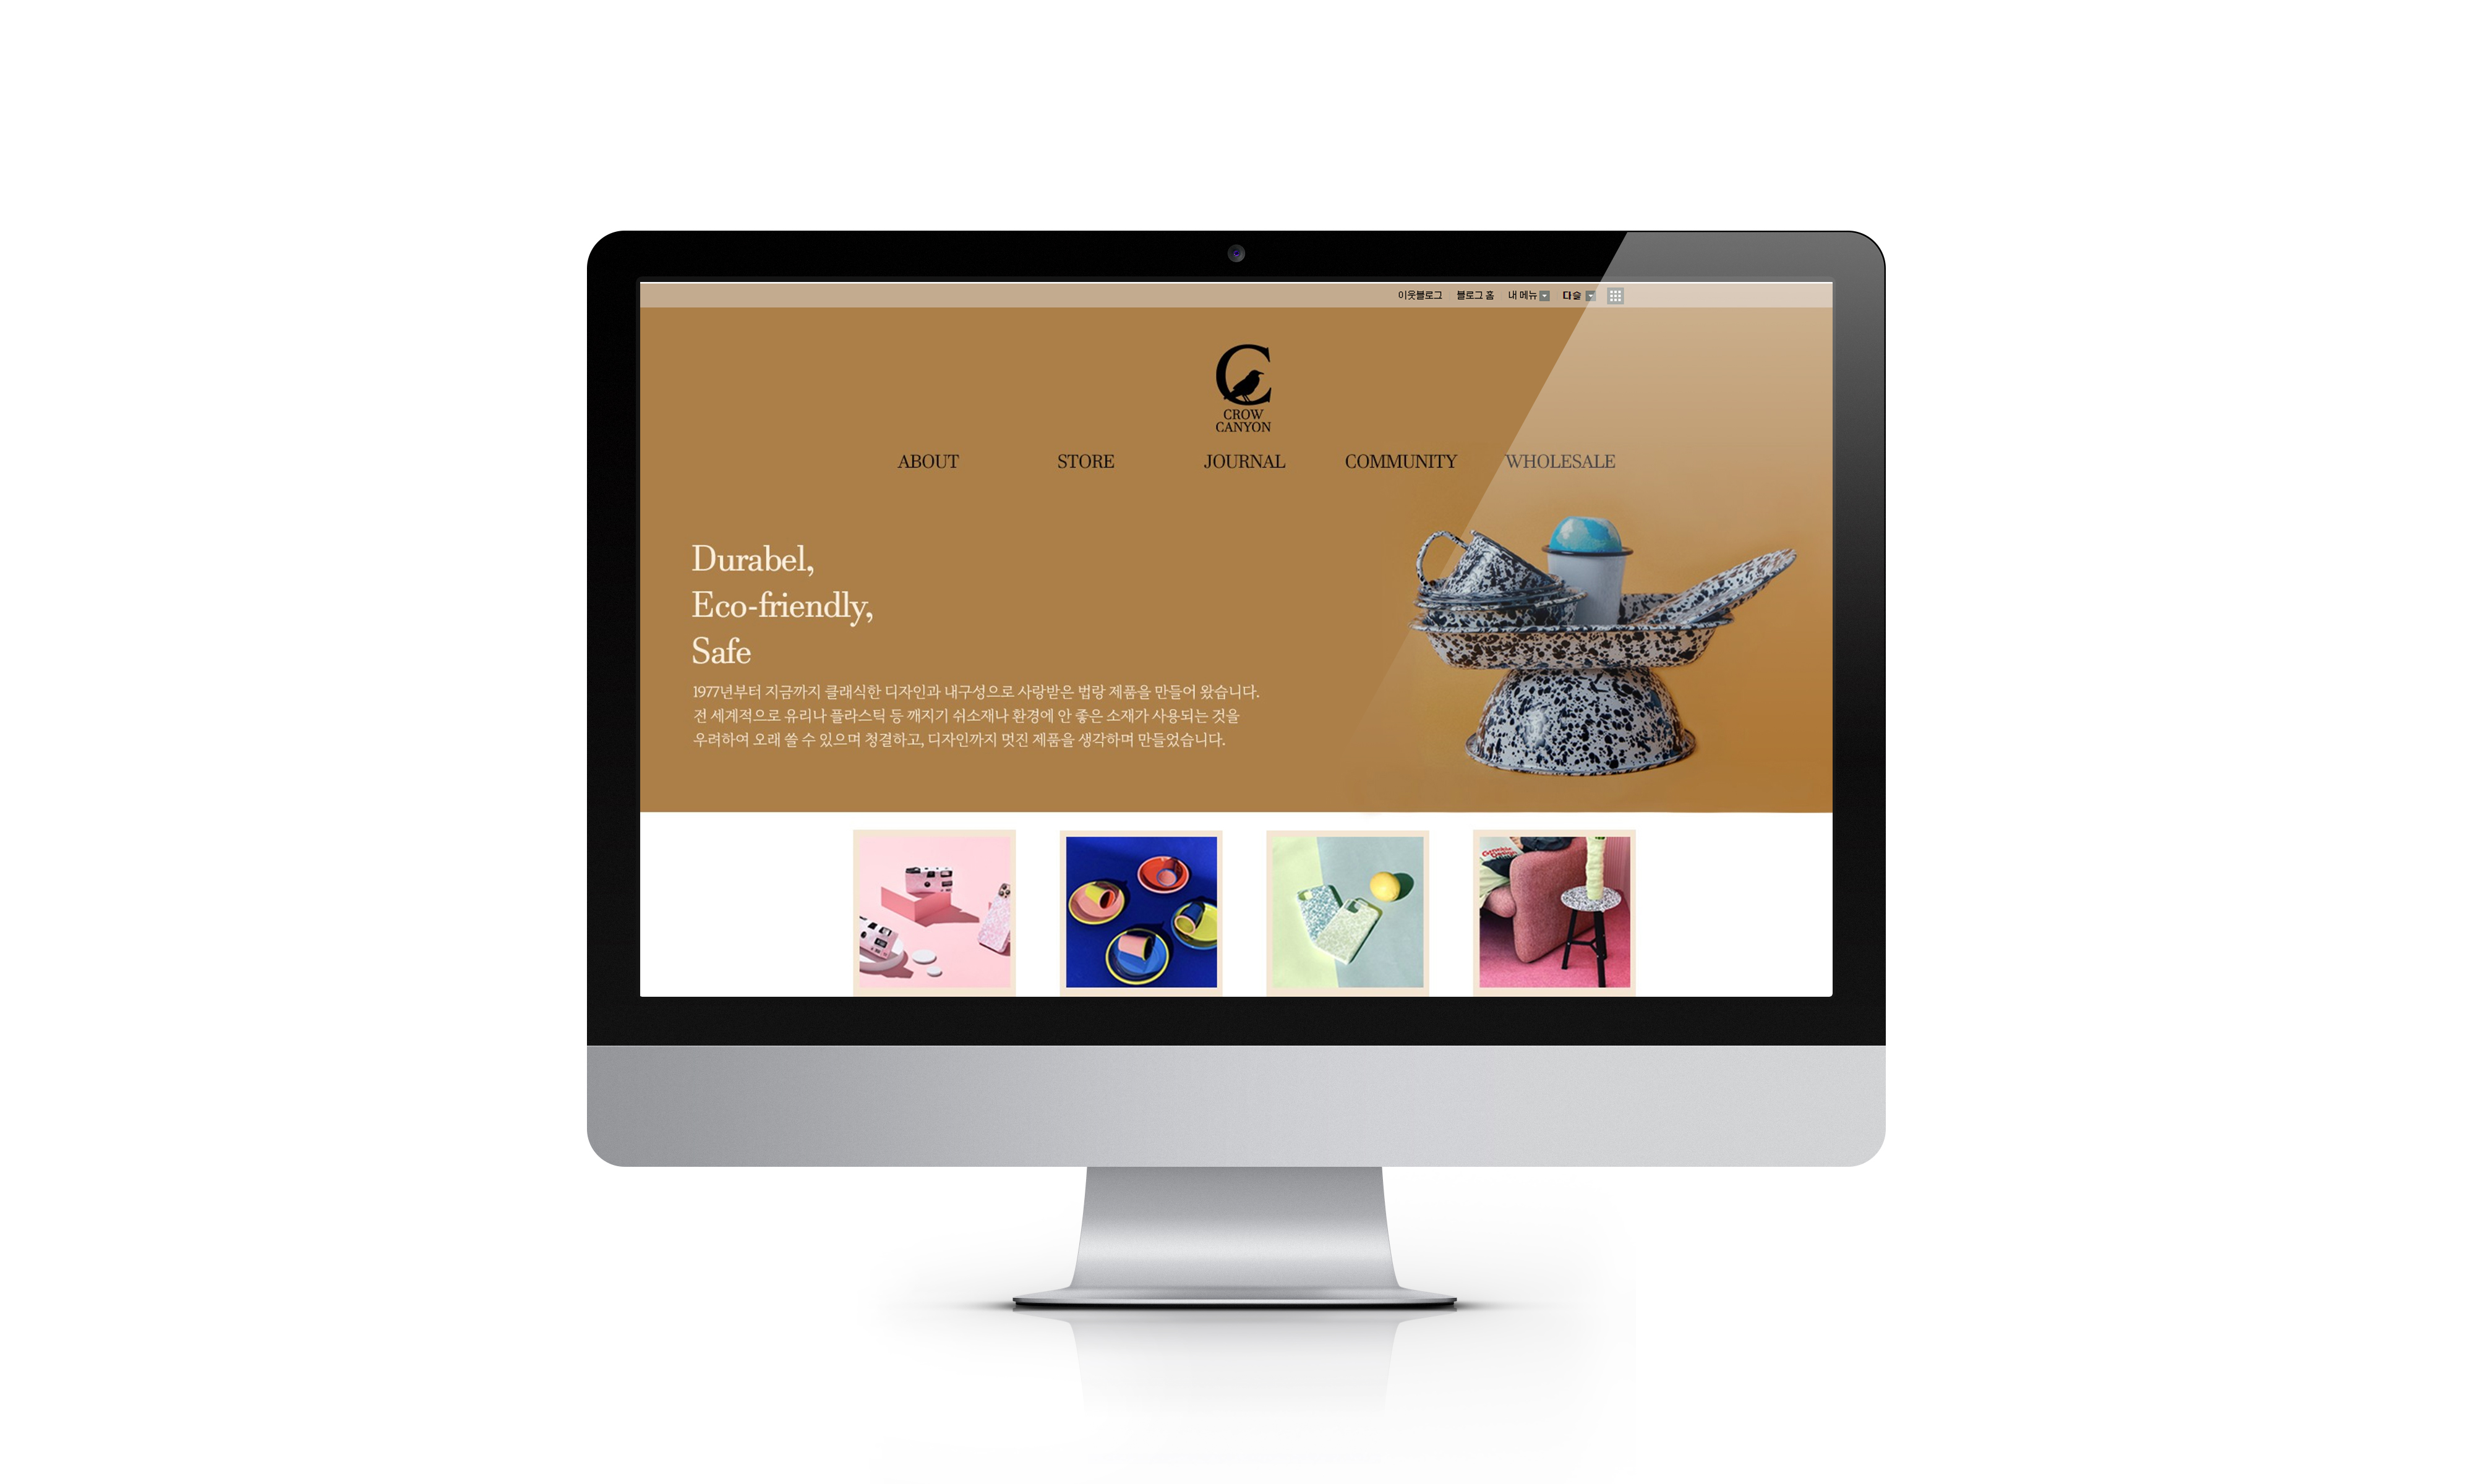 이웃블로그 블로그 홈 내 메뉴 다슬
CROW
CANYON
ABOUT STORE JOURNAL COMMUNITY WHOLESALE
Durabel,
Eco-friendly,
Safe
1977년부터 지금까지 클래식한 디자인과 내구성으로 사랑받은 법랑 제품을 만들어 왔습니다.
전 세계적으로 유리나 플라스틱 등 깨지기 쉬소재나 환경에 안 좋은 소재가 사용되는 것을
우려하여 오래 쓸 수 있으며 청결하고, 디자인까지 멋진 제품을 생각하며 만들었습니다.